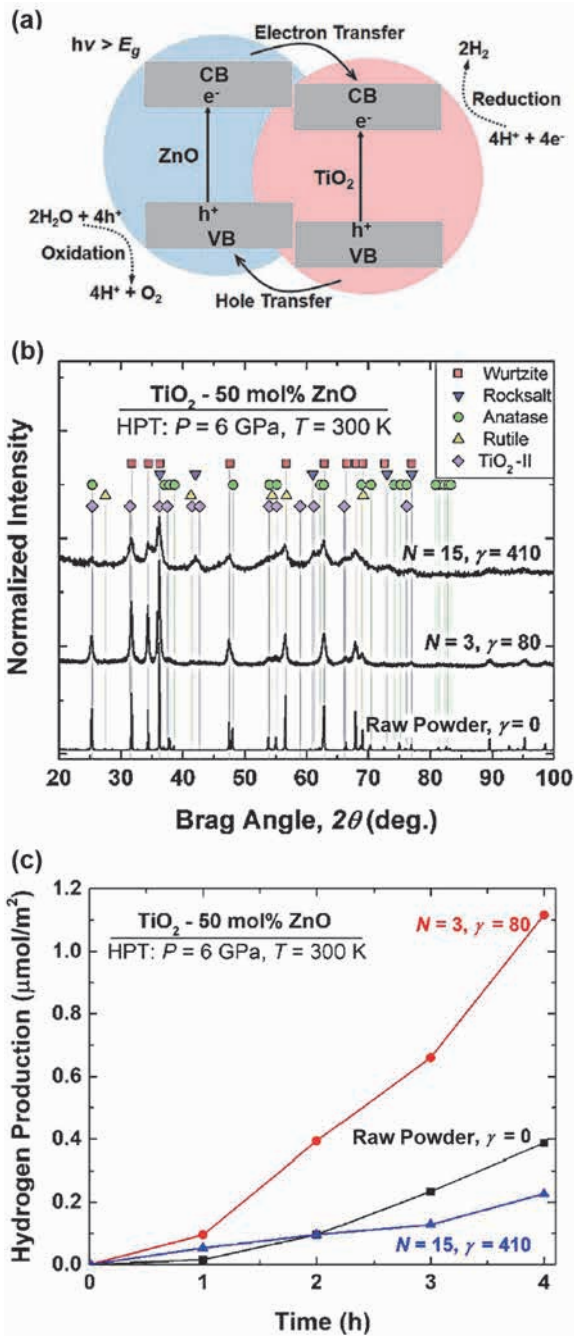 (a)
hν > E_g
Electron Transfer
2H₂
CB
e⁻
CB
e⁻
Reduction
4H⁺ + 4e⁻
ZnO
TiO₂
2H₂O + 4h⁺
h⁺
VB
h⁺
VB
Oxidation
4H⁺ + O₂
Hole Transfer
(b)
TiO₂ - 50 mol% ZnO
HPT: P = 6 GPa, T = 300 K
Wurtzite
Rocksalt
Anatase
Rutile
TiO₂-II
N = 15, γ = 410
N = 3, γ = 80
Raw Powder, γ = 0
Normalized Intensity
20 30 40 50 60 70 80 90 100
Brag Angle, 2θ (deg.)
(c)
TiO₂ - 50 mol% ZnO
HPT: P = 6 GPa, T = 300 K
N = 3, γ = 80
Raw Powder, γ = 0
N = 15, γ = 410
Hydrogen Production (μmol/m²)
1.2
1.0
0.8
0.6
0.4
0.2
0.0
0 1 2 3 4
Time (h)